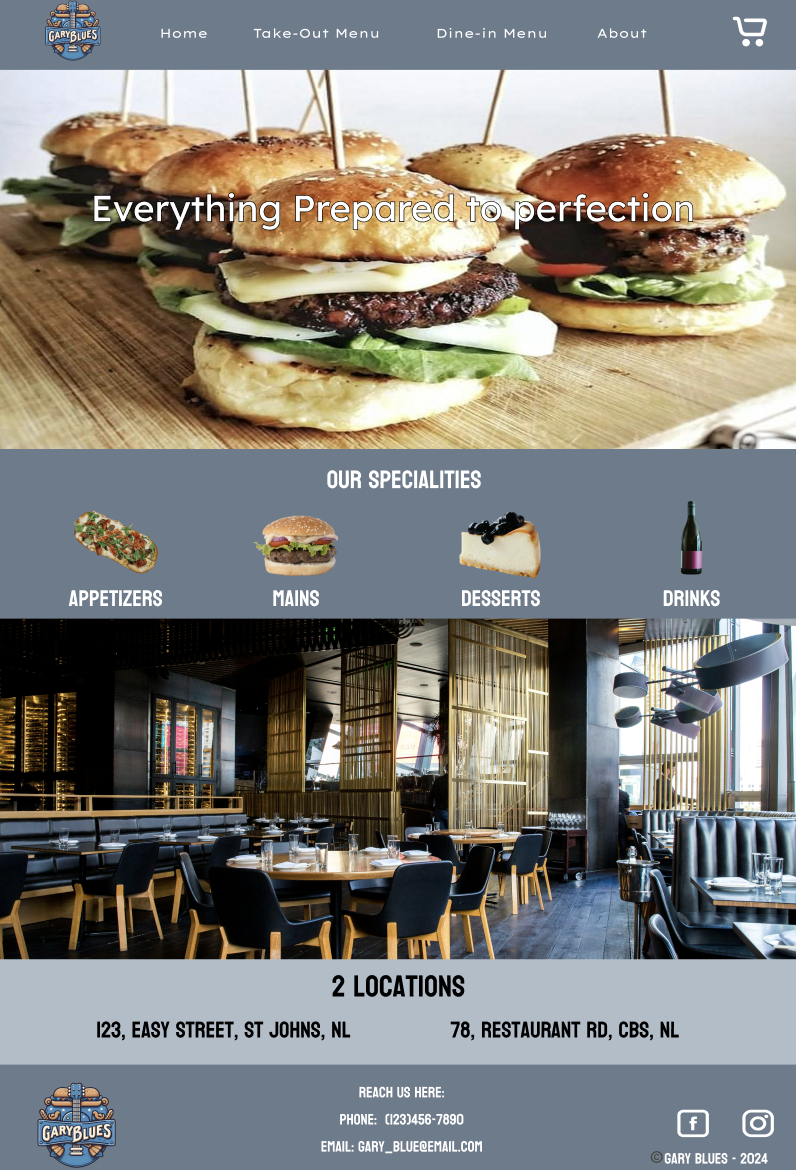 GARYBLUES
Home Take-Out Menu Dine-in Menu About
Everything Prepared to perfection
OUR SPECIALITIES
APPETIZERS MAINS DESSERTS DRINKS
2 LOCATIONS
123, EASY STREET, ST JOHNS, NL 78, RESTAURANT RD, CBS, NL
REACH US HERE:
PHONE: (123)456-7890
EMAIL: GARY_BLUE@EMAIL.COM
GARYBLUES
© GARY BLUES - 2024